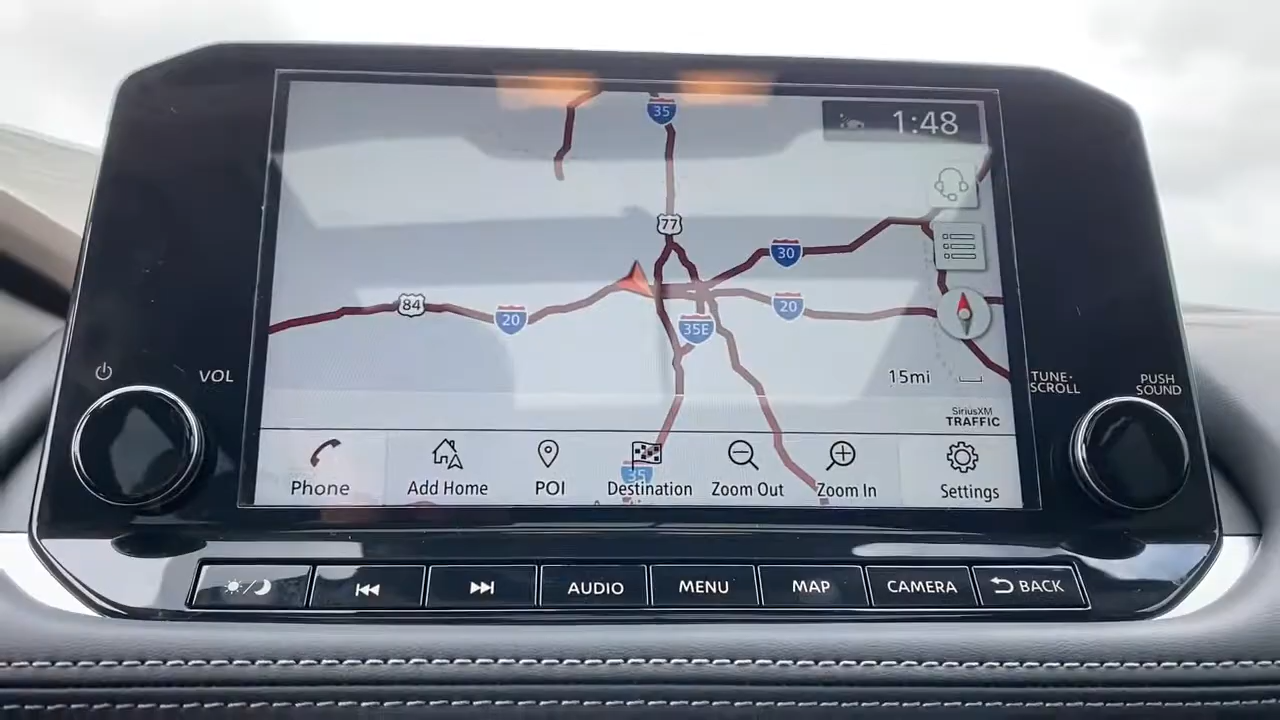 35
1:48
77
30
84
20
20
35E
15mi
SiriusXM
TRAFFIC
VOL
TUNE·
SCROLL
PUSH
SOUND
35
Phone
Add Home
POI
Destination
Zoom Out
Zoom In
Settings
AUDIO
MENU
MAP
CAMERA
BACK